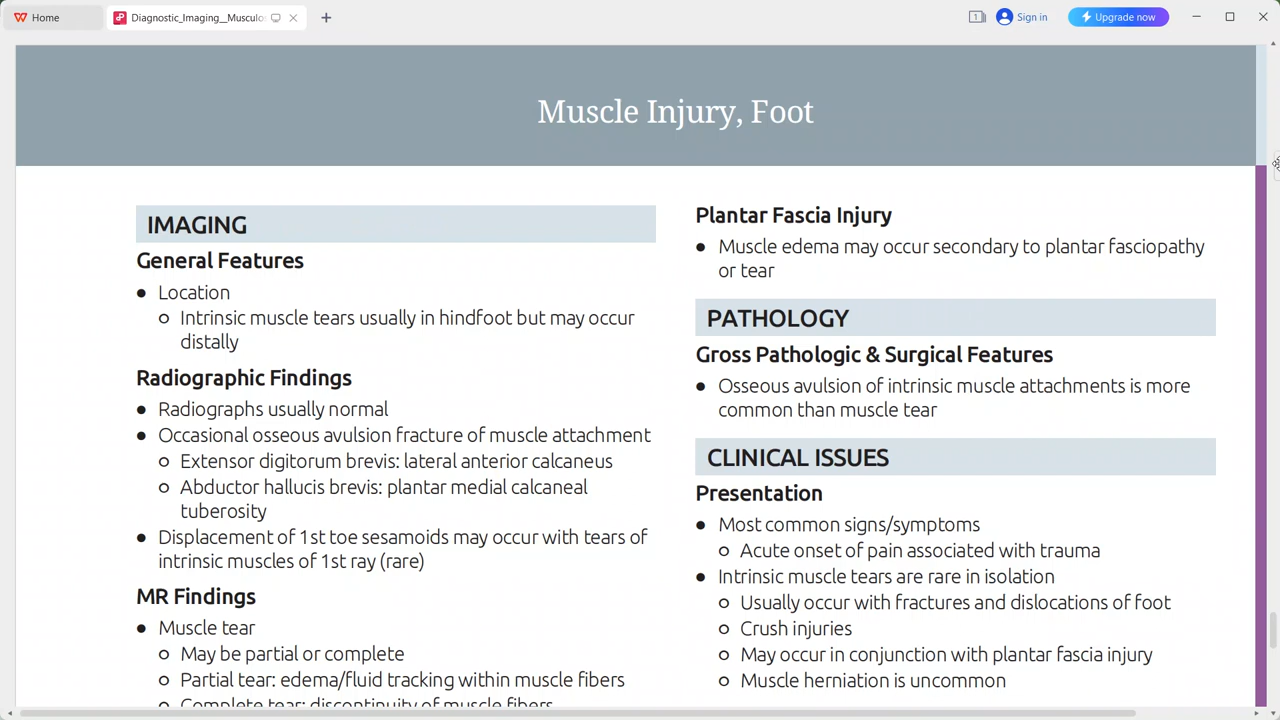 Home
Diagnostic_Imaging__Musculos
1
Sign in
Upgrade now
Muscle Injury, Foot
IMAGING
General Features
● Location
○ Intrinsic muscle tears usually in hindfoot but may occur
distally
Radiographic Findings
● Radiographs usually normal
● Occasional osseous avulsion fracture of muscle attachment
○ Extensor digitorum brevis: lateral anterior calcaneus
○ Abductor hallucis brevis: plantar medial calcaneal
tuberosity
● Displacement of 1st toe sesamoids may occur with tears of
intrinsic muscles of 1st ray (rare)
MR Findings
● Muscle tear
○ May be partial or complete
○ Partial tear: edema/fluid tracking within muscle fibers
○ Complete tear: discontinuity of muscle fibers
Plantar Fascia Injury
● Muscle edema may occur secondary to plantar fasciopathy
or tear
PATHOLOGY
Gross Pathologic & Surgical Features
● Osseous avulsion of intrinsic muscle attachments is more
common than muscle tear
CLINICAL ISSUES
Presentation
● Most common signs/symptoms
○ Acute onset of pain associated with trauma
● Intrinsic muscle tears are rare in isolation
○ Usually occur with fractures and dislocations of foot
○ Crush injuries
○ May occur in conjunction with plantar fascia injury
○ Muscle herniation is uncommon